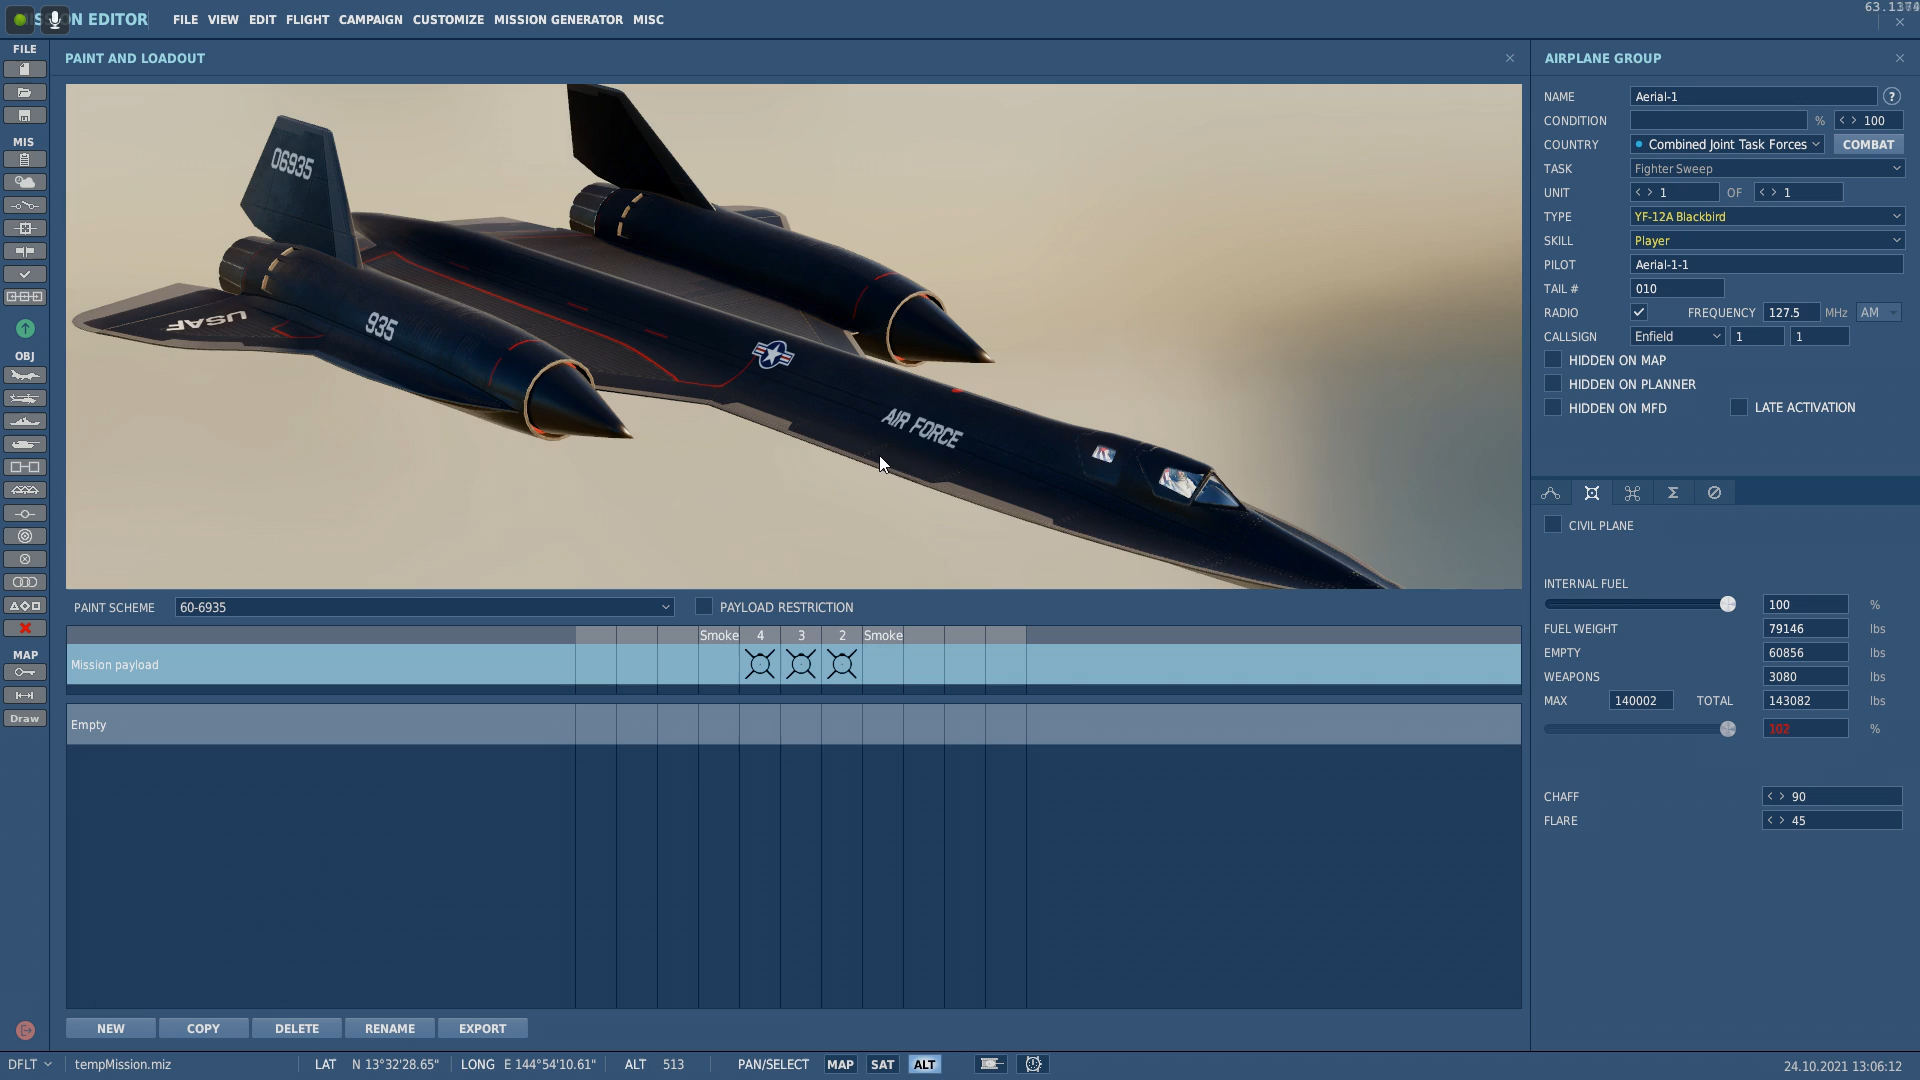 MISSION EDITOR FILE VIEW EDIT FLIGHT CAMPAIGN CUSTOMIZE MISSION GENERATOR MISC
FILE
MIS
OBJ
MAP
Draw
PAINT AND LOADOUT
06935
USAF
935
AIR FORCE
PAINT SCHEME 60-6935 PAYLOAD RESTRICTION
Smoke 4 3 2 Smoke
Mission payload
Empty
NEW COPY DELETE RENAME EXPORT
AIRPLANE GROUP
NAME Aerial-1 ?
CONDITION % < > 100
COUNTRY Combined Joint Task Forces COMBAT
TASK Fighter Sweep
UNIT < > 1 OF < > 1
TYPE YF-12A Blackbird
SKILL Player
PILOT Aerial-1-1
TAIL # 010
RADIO FREQUENCY 127.5 MHz AM
CALLSIGN Enfield 1 1
HIDDEN ON MAP
HIDDEN ON PLANNER
HIDDEN ON MFD LATE ACTIVATION
CIVIL PLANE
INTERNAL FUEL
100 %
FUEL WEIGHT 79146 lbs
EMPTY 60856 lbs
WEAPONS 3080 lbs
MAX 140002 TOTAL 143082 lbs
102 %
CHAFF < > 90
FLARE < > 45
DFLT tempMission.miz LAT N 13°32'28.65" LONG E 144°54'10.61" ALT 513 PAN/SELECT MAP SAT ALT 24.10.2021 13:06:12